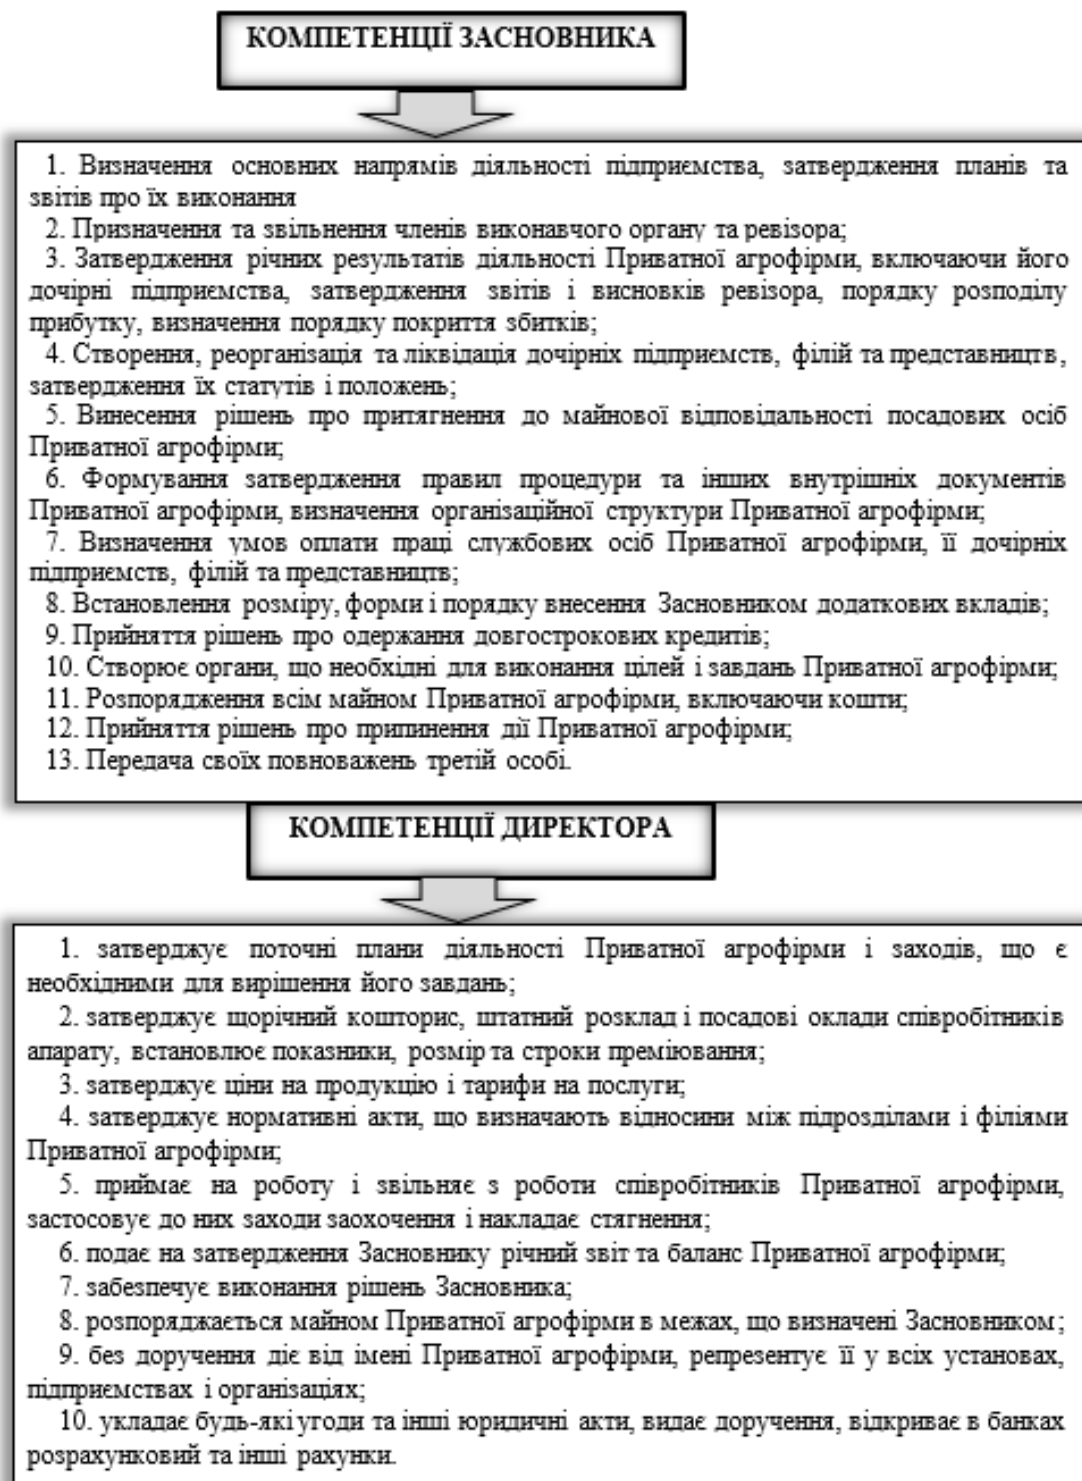 КОМПЕТЕНЦІЇ ЗАСНОВНИКА
1. Визначення основних напрямів діяльності підприємства, затвердження планів та
звітів про їх виконання
2. Призначення та звільнення членів виконавчого органу та ревізора;
3. Затвердження річних результатів діяльності Приватної агрофірми, включаючи його
дочірні підприємства, затвердження звітів і висновків ревізора, порядку розподілу
прибутку, визначення порядку покриття збитків;
4. Створення, реорганізація та ліквідація дочірніх підприємств, філій та представництв,
затвердження їх статутів і положень;
5. Винесення рішень про притягнення до майнової відповідальності посадових осіб
Приватної агрофірми;
6. Формування затвердження правил процедури та інших внутрішніх документів
Приватної агрофірми, визначення організаційної структури Приватної агрофірми;
7. Визначення умов оплати праці службових осіб Приватної агрофірми, її дочірніх
підприємств, філій та представництв;
8. Встановлення розміру, форми і порядку внесення Засновником додаткових вкладів;
9. Прийняття рішень про одержання довгострокових кредитів;
10. Створює органи, що необхідні для виконання цілей і завдань Приватної агрофірми;
11. Розпорядження всім майном Приватної агрофірми, включаючи кошти;
12. Прийняття рішень про припинення дії Приватної агрофірми;
13. Передача своїх повноважень третій особі.
КОМПЕТЕНЦІЇ ДИРЕКТОРА
1. затверджує поточні плани діяльності Приватної агрофірми і заходів, що є
необхідними для вирішення його завдань;
2. затверджує щорічний кошторис, штатний розклад і посадові оклади співробітників
апарату, встановлює показники, розмір та строки преміювання;
3. затверджує ціни на продукцію і тарифи на послуги;
4. затверджує нормативні акти, що визначають відносини між підрозділами і філіями
Приватної агрофірми;
5. приймає на роботу і звільняє з роботи співробітників Приватної агрофірми,
застосовує до них заходи заохочення і накладає стягнення;
6. подає на затвердження Засновнику річний звіт та баланс Приватної агрофірми;
7. забезпечує виконання рішень Засновника;
8. розпоряджається майном Приватної агрофірми в межах, що визначені Засновником;
9. без доручення діє від імені Приватної агрофірми, репрезентує її у всіх установах,
підприємствах і організаціях;
10. укладає будь-які угоди та інші юридичні акти, видає доручення, відкриває в банках
розрахунковий та інші рахунки.